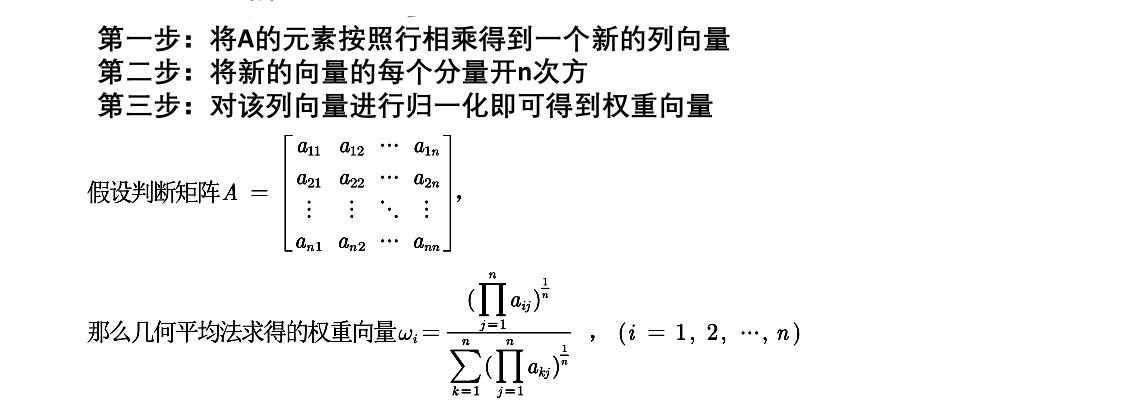 第一步：将A的元素按照行相乘得到一个新的列向量
第二步：将新的向量的每个分量开n次方
第三步：对该列向量进行归一化即可得到权重向量
假设判断矩阵 $A = \begin{bmatrix} a_{11} & a_{12} & \cdots & a_{1n} \\ a_{21} & a_{22} & \cdots & a_{2n} \\ \vdots & \vdots & \ddots & \vdots \\ a_{n1} & a_{n2} & \cdots & a_{nn} \end{bmatrix}$，
那么几何平均法求得的权重向量 $\omega_i = \frac{(\prod_{j=1}^{n} a_{ij})^{\frac{1}{n}}}{\sum_{k=1}^{n} (\prod_{j=1}^{n} a_{kj})^{\frac{1}{n}}}$ ， $(i = 1, 2, \cdots, n)$